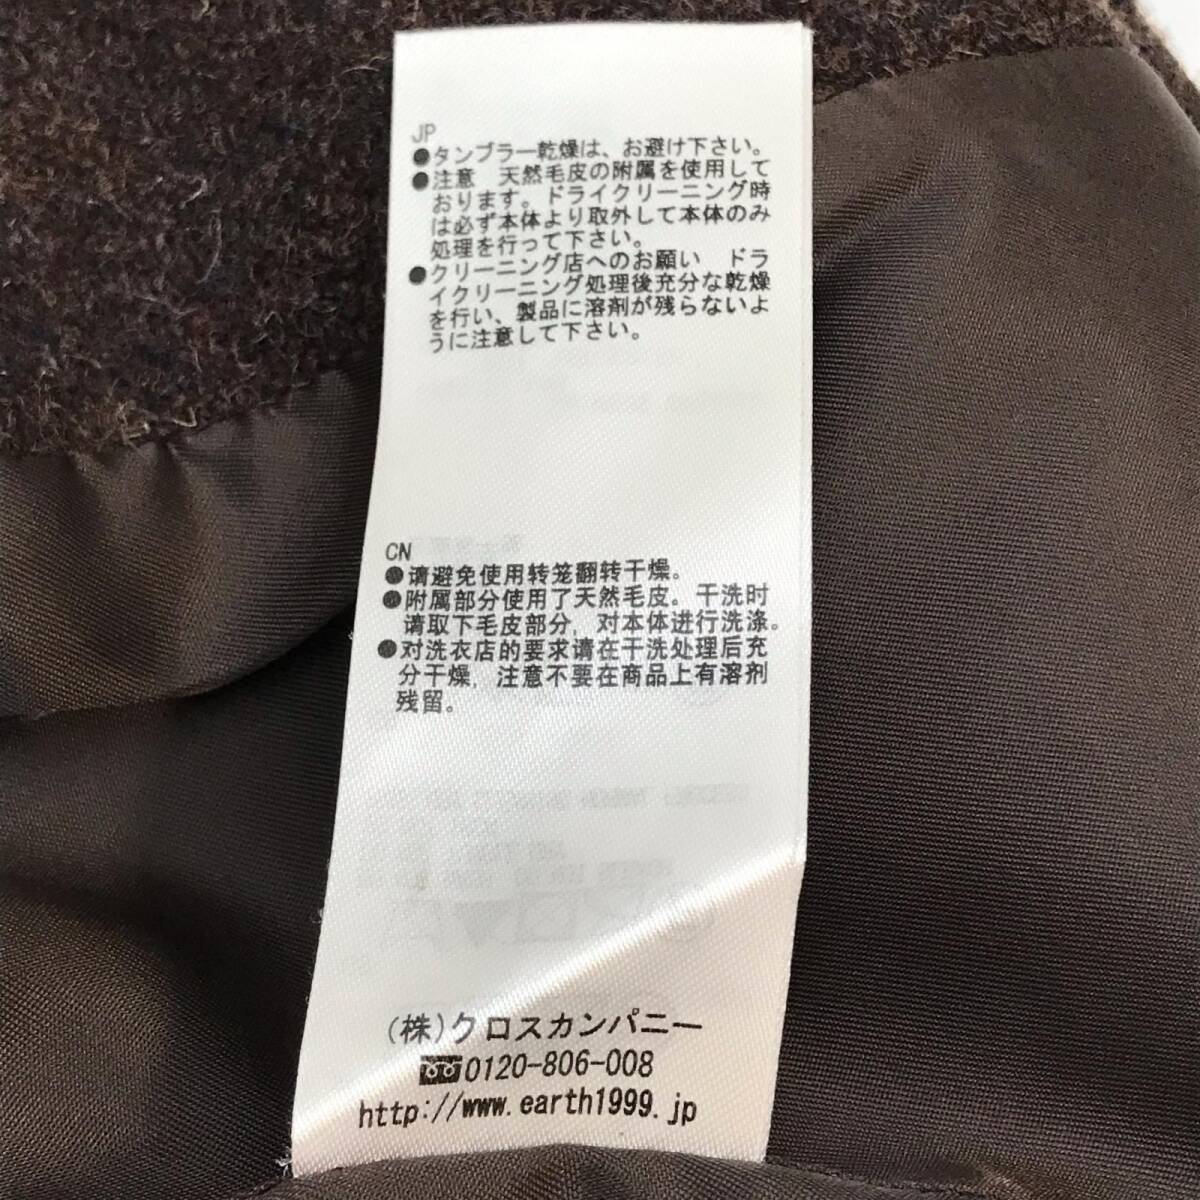 JP
●タンブラー乾燥は、お避け下さい。
●注意　天然毛皮の附属を使用して
おります。ドライクリーニング時
は必ず本体より取外して本体のみ
処理を行って下さい。
●クリーニング店へのお願い　ドラ
イクリーニング処理後充分な乾燥
を行い、製品に溶剤が残らないよ
うに注意して下さい。
CN
●请避免使用转笼翻转干燥。
●附属部分使用了天然毛皮。干洗时
请取下毛皮部分, 对本体进行洗涤。
●对洗衣店的要求请在干洗处理后充
分干燥, 注意不要在商品上有溶剂
残留。
(株)クロスカンパニー
0120-806-008
http://www.earth1999.jp